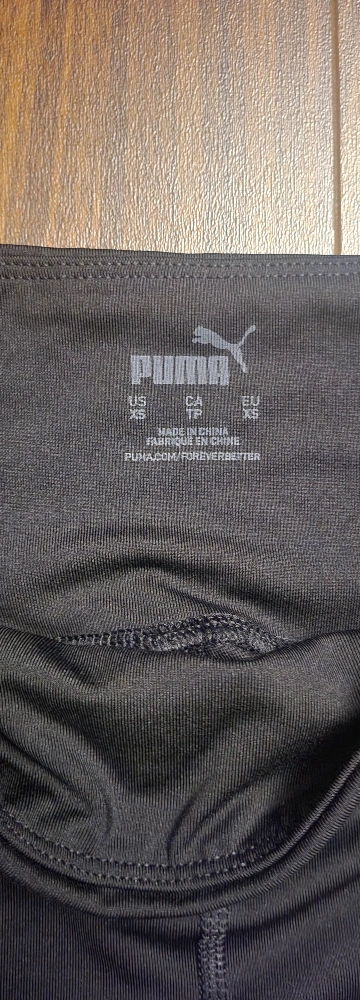 PUMA
US CA EU
XS TP XS
MADE IN CHINA
FABRIQUÉ EN CHINE
PUMA.COM/FOREVERBETTER